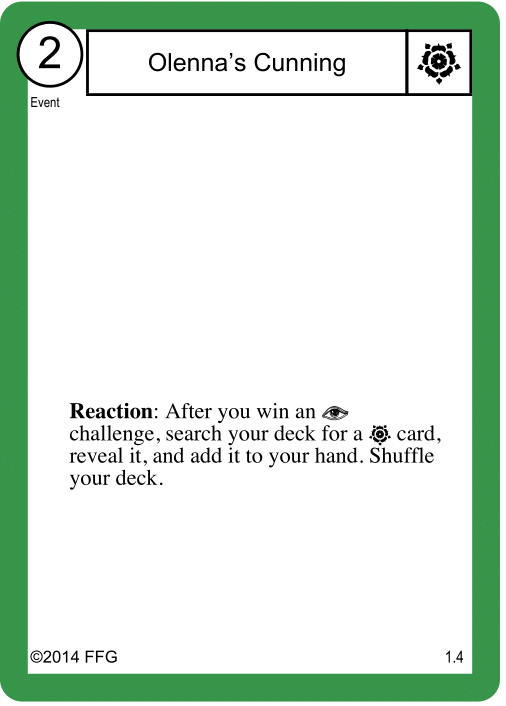 2
Olenna’s Cunning
Event
Reaction: After you win an
challenge, search your deck for a card,
reveal it, and add it to your hand. Shuffle
your deck.
©2014 FFG
1.4